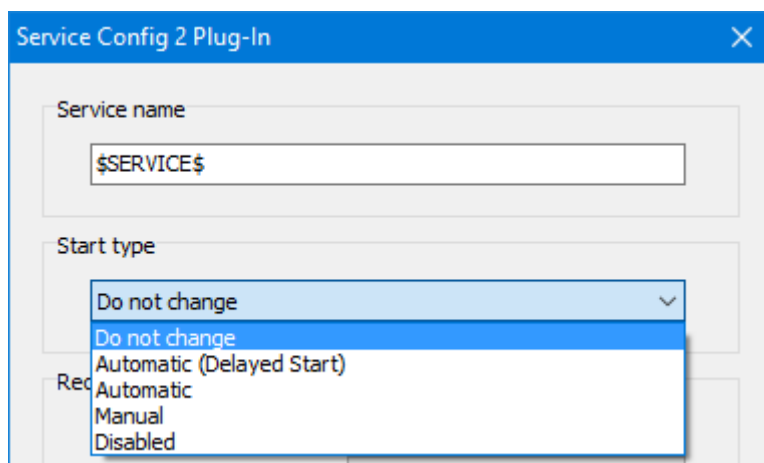 Service Config 2 Plug-In
Service name
$SERVICE$
Start type
Do not change
Do not change
Automatic (Delayed Start)
Automatic
Manual
Disabled